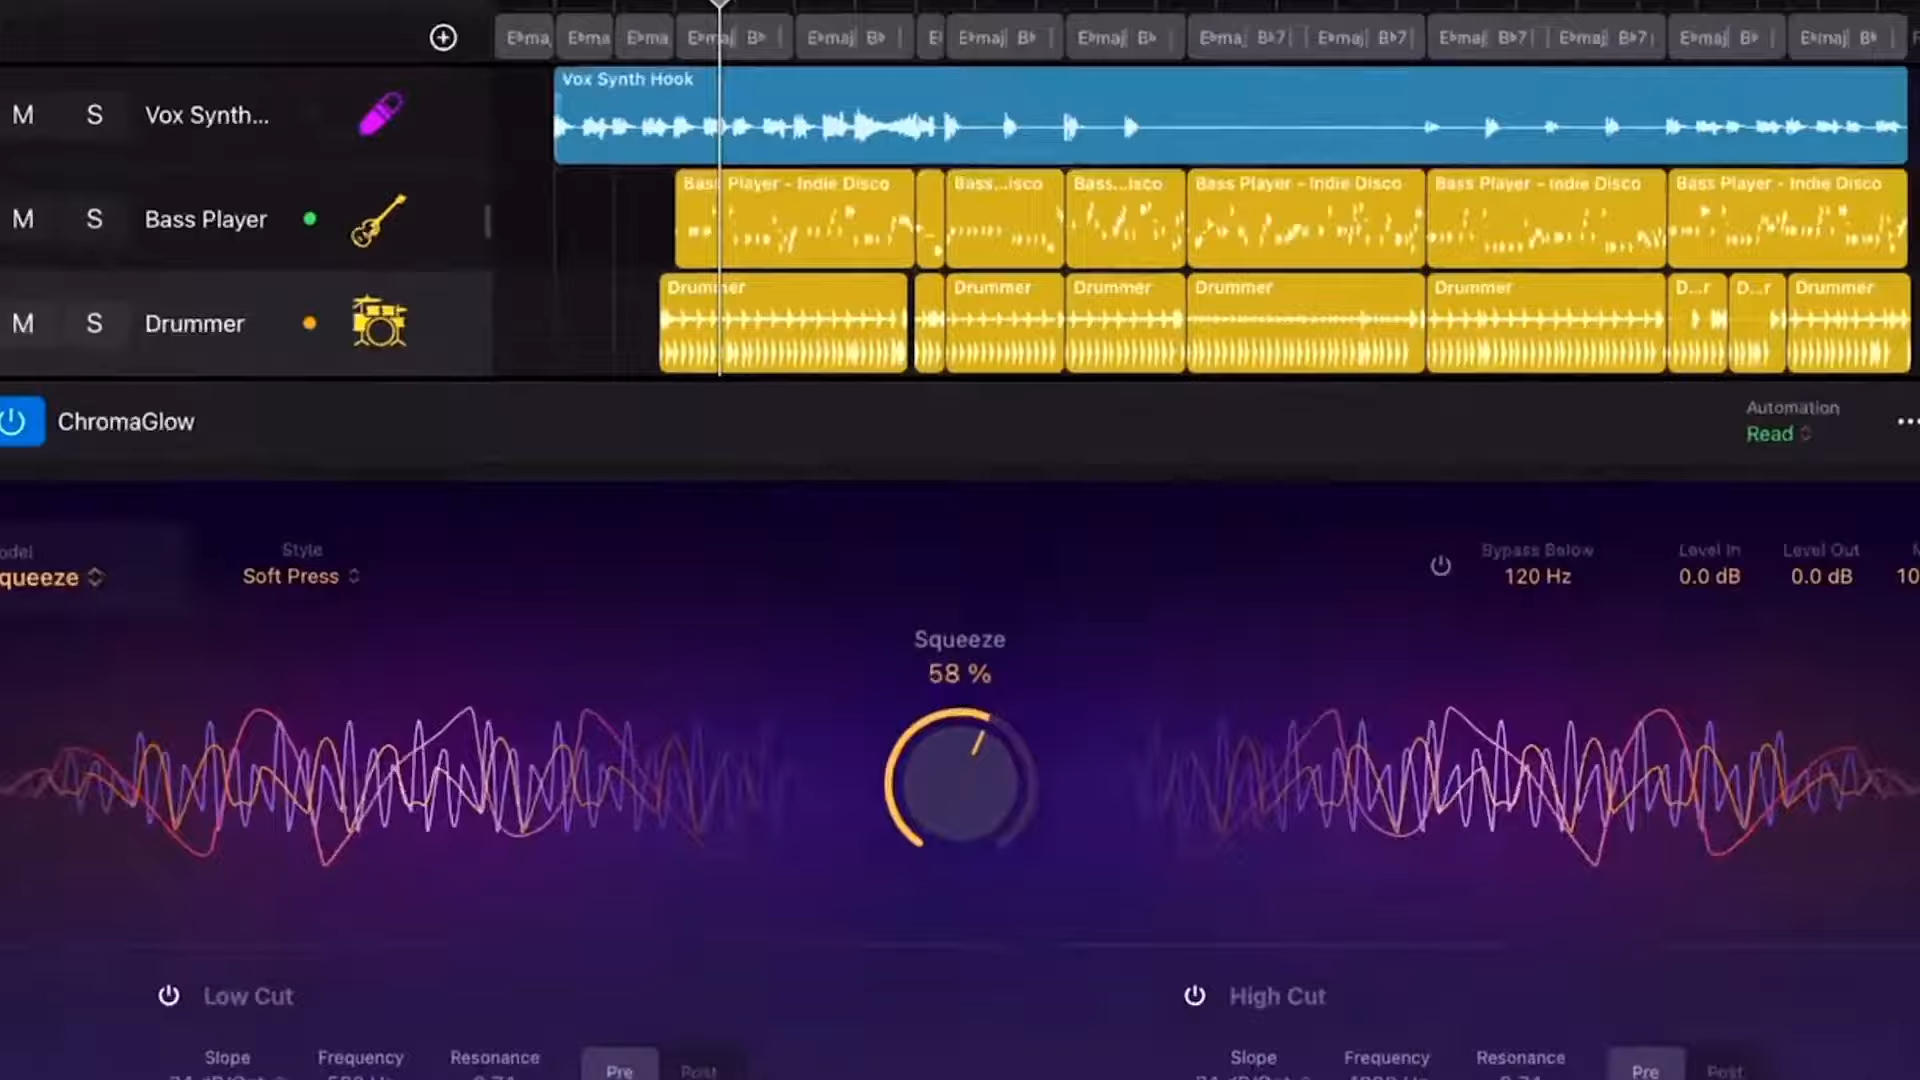 E♭ma E♭ma E♭ma E♭maj B♭ E♭maj B♭ E♭maj B♭ E♭maj B♭ E♭maj B♭7 E♭maj B♭7 E♭maj B♭7 E♭maj B♭7 E♭maj B♭ E♭maj B♭
Vox Synth Hook
M S Vox Synth...
Bass Player - Indie Disco Bass...isco Bass...isco Bass Player - Indie Disco Bass Player - Indie Disco Bass Player - Indie Disco
M S Bass Player
Drummer Drummer Drummer Drummer Drummer D...r D...r Drummer
M S Drummer
ChromaGlow
Automation
Read
Style
Soft Press
queeze
Bypass Below Level In Level Out
120 Hz 0.0 dB 0.0 dB 10
Squeeze
58 %
Low Cut High Cut
Slope Frequency Resonance Pre Post Slope Frequency Resonance Pre Post